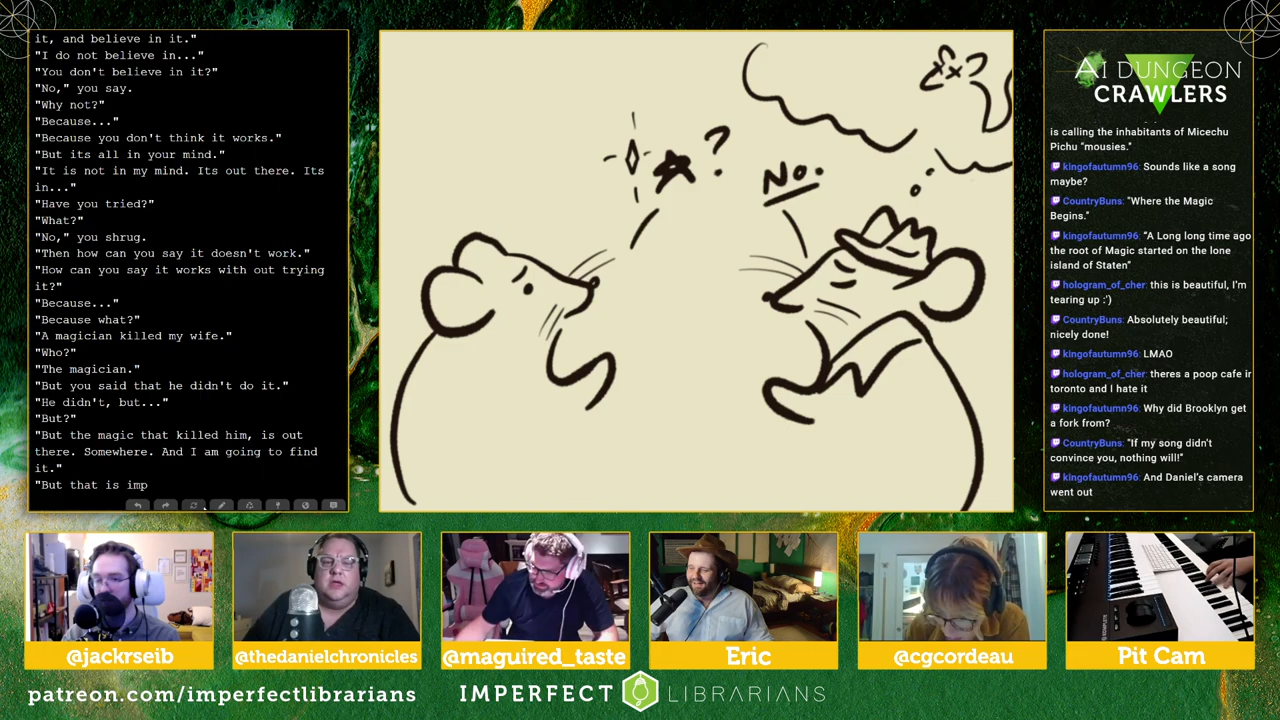 it, and believe in it."
"I do not believe in..."
"You don't believe in it?"
"No," you say.
"Why not?"
"Because..."
"Because you don't think it works."
"But its all in your mind."
"It is not in my mind. Its out there. Its
in..."
"Have you tried?"
"What?"
"No," you shrug.
"Then how can you say it doesn't work."
"How can you say it works with out trying
it?"
"Because..."
"Because what?"
"A magician killed my wife."
"Who?"
"The magician."
"But you said that he didn't do it."
"He didn't, but..."
"But?"
"But the magic that killed him, is out
there. Somewhere. And I am going to find
it."
"But that is imp
?
No.
AI DUNGEON
CRAWLERS
is calling the inhabitants of Micechu
Pichu "mousies."
kingofautumn96: Sounds like a song
maybe?
CountryBuns: "Where the Magic
Begins."
kingofautumn96: "A Long long time ago
the root of Magic started on the lone
island of Staten"
hologram_of_cher: this is beautiful, I'm
tearing up :')
CountryBuns: Absolutely beautiful;
nicely done!
kingofautumn96: LMAO
hologram_of_cher: theres a poop cafe in
toronto and I hate it
kingofautumn96: Why did Brooklyn get
a fork from?
CountryBuns: "If my song didn't
convince you, nothing will!"
kingofautumn96: And Daniel's camera
went out
@jackrseib
@thedanielchronicles
@maguired_taste
Eric
@cgcordeau
Pit Cam
patreon.com/imperfectlibrarians
IMPERFECT LIBRARIANS